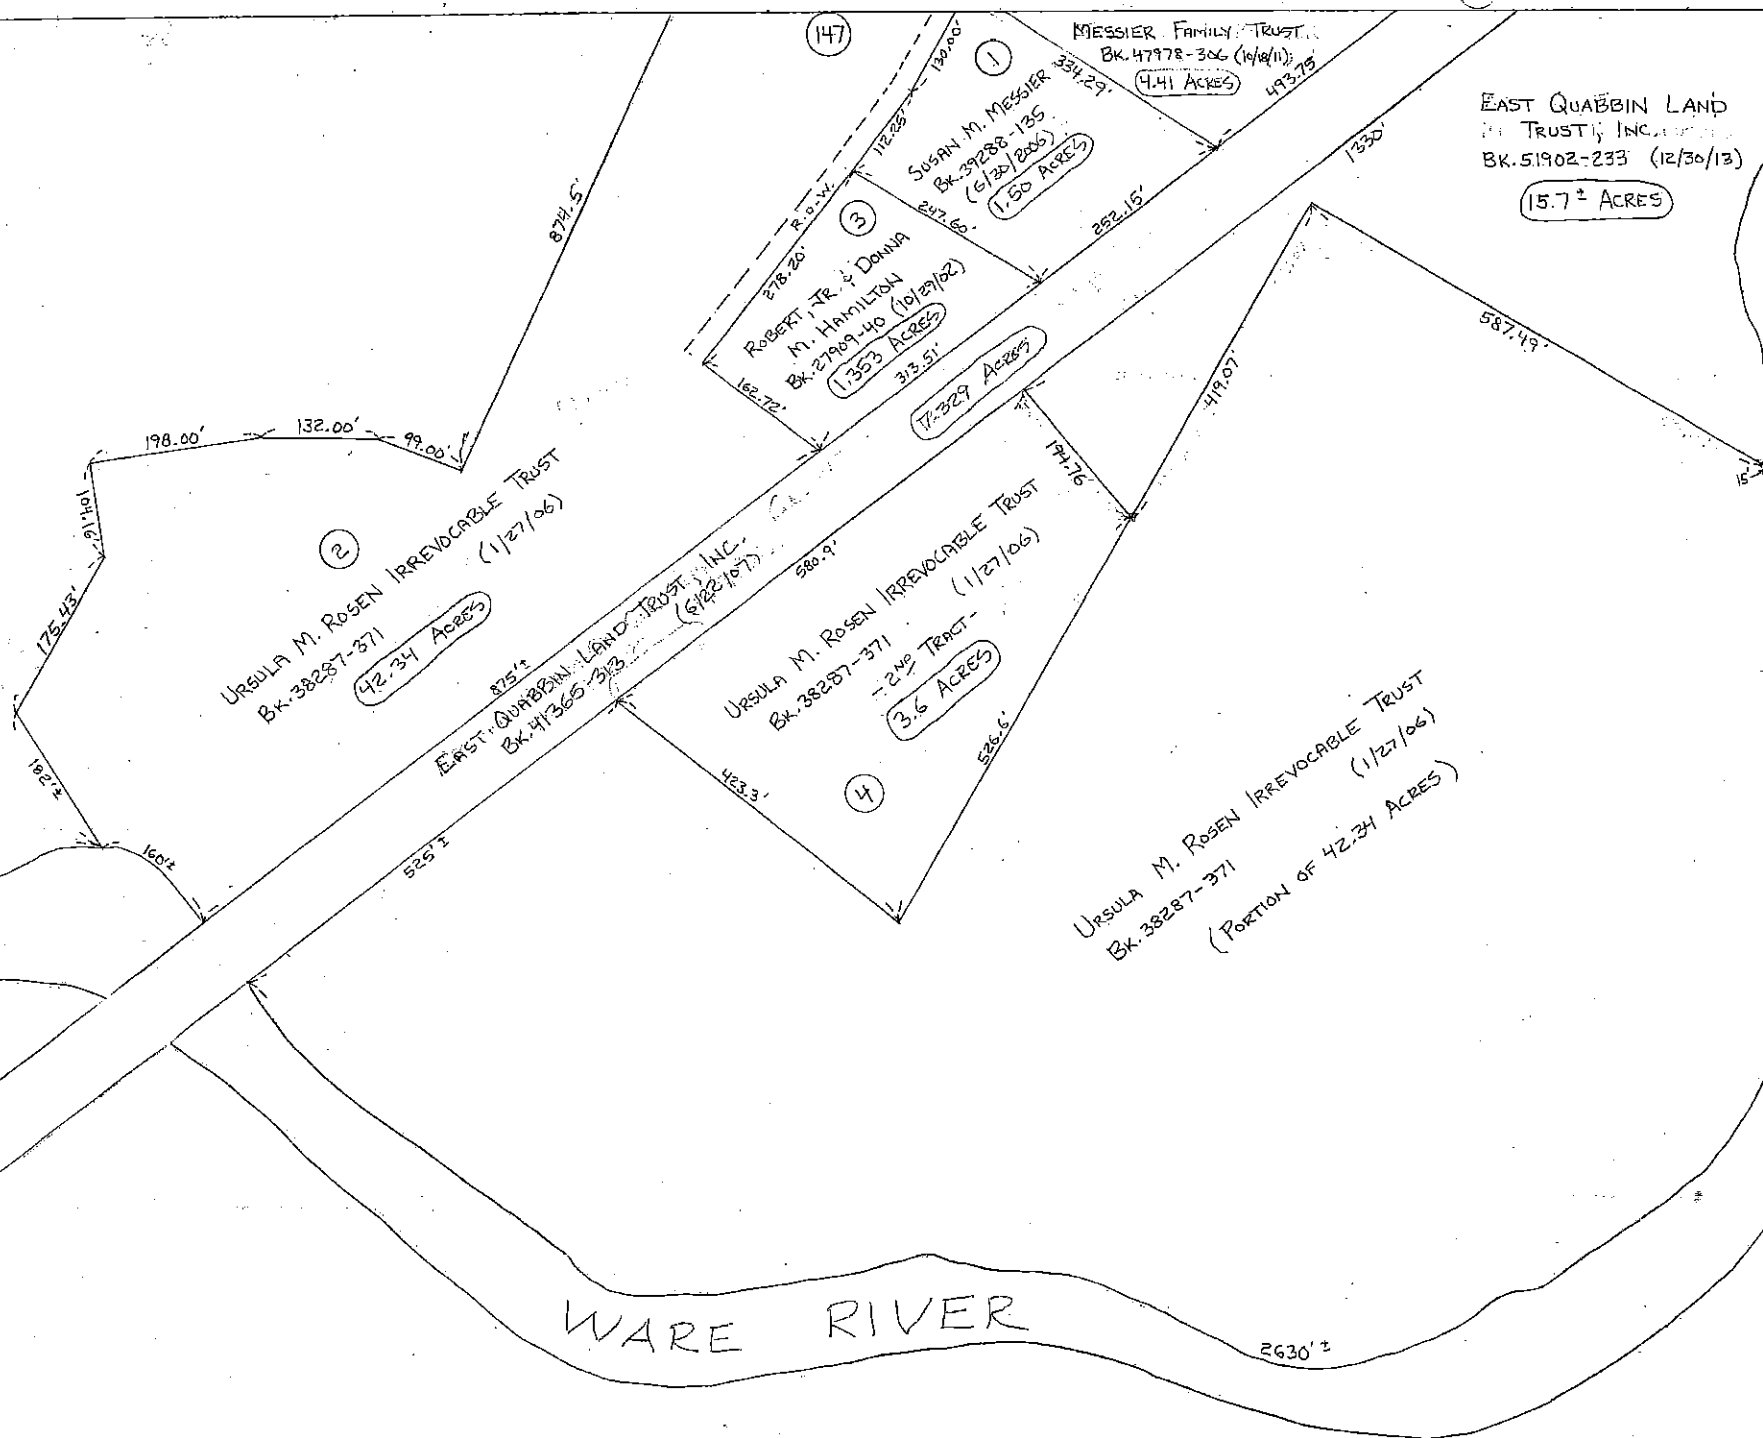 147
1
130.00'
112.25'
SUSAN M. MESSIER
BK.39288-135
(6/30/2006)
1.50 ACRES
334.29'
247.60'
252.15'
MESSIER FAMILY TRUST
BK.47978-306 (10/18/11)
4.41 ACRES
493.75'
1330'
EAST QUABBIN LAND
TRUST, INC.
BK.51902-233 (12/30/13)
15.7± ACRES
R.O.W.
278.20'
3
ROBERT, JR. & DONNA
M. HAMILTON
BK.27909-40 (10/29/02)
1.353 ACRES
162.72'
313.51'
7.329 ACRES
874.5'
198.00'
132.00'
99.00'
104.16'
175.43'
182'±
160'±
2
URSULA M. ROSEN IRREVOCABLE TRUST
BK.38287-371 (1/27/06)
42.34 ACRES
875'±
EAST QUABBIN LAND TRUST, INC.
BK.41365-313 (6/22/07)
580.9'
525'±
194.76'
419.07'
587.49'
15'
URSULA M. ROSEN IRREVOCABLE TRUST
BK.38287-371 (1/27/06)
-2ND TRACT-
3.6 ACRES
4
423.3'
526.6'
URSULA M. ROSEN IRREVOCABLE TRUST
BK.38287-371 (1/27/06)
(PORTION OF 42.34 ACRES)
WARE RIVER
2630'±